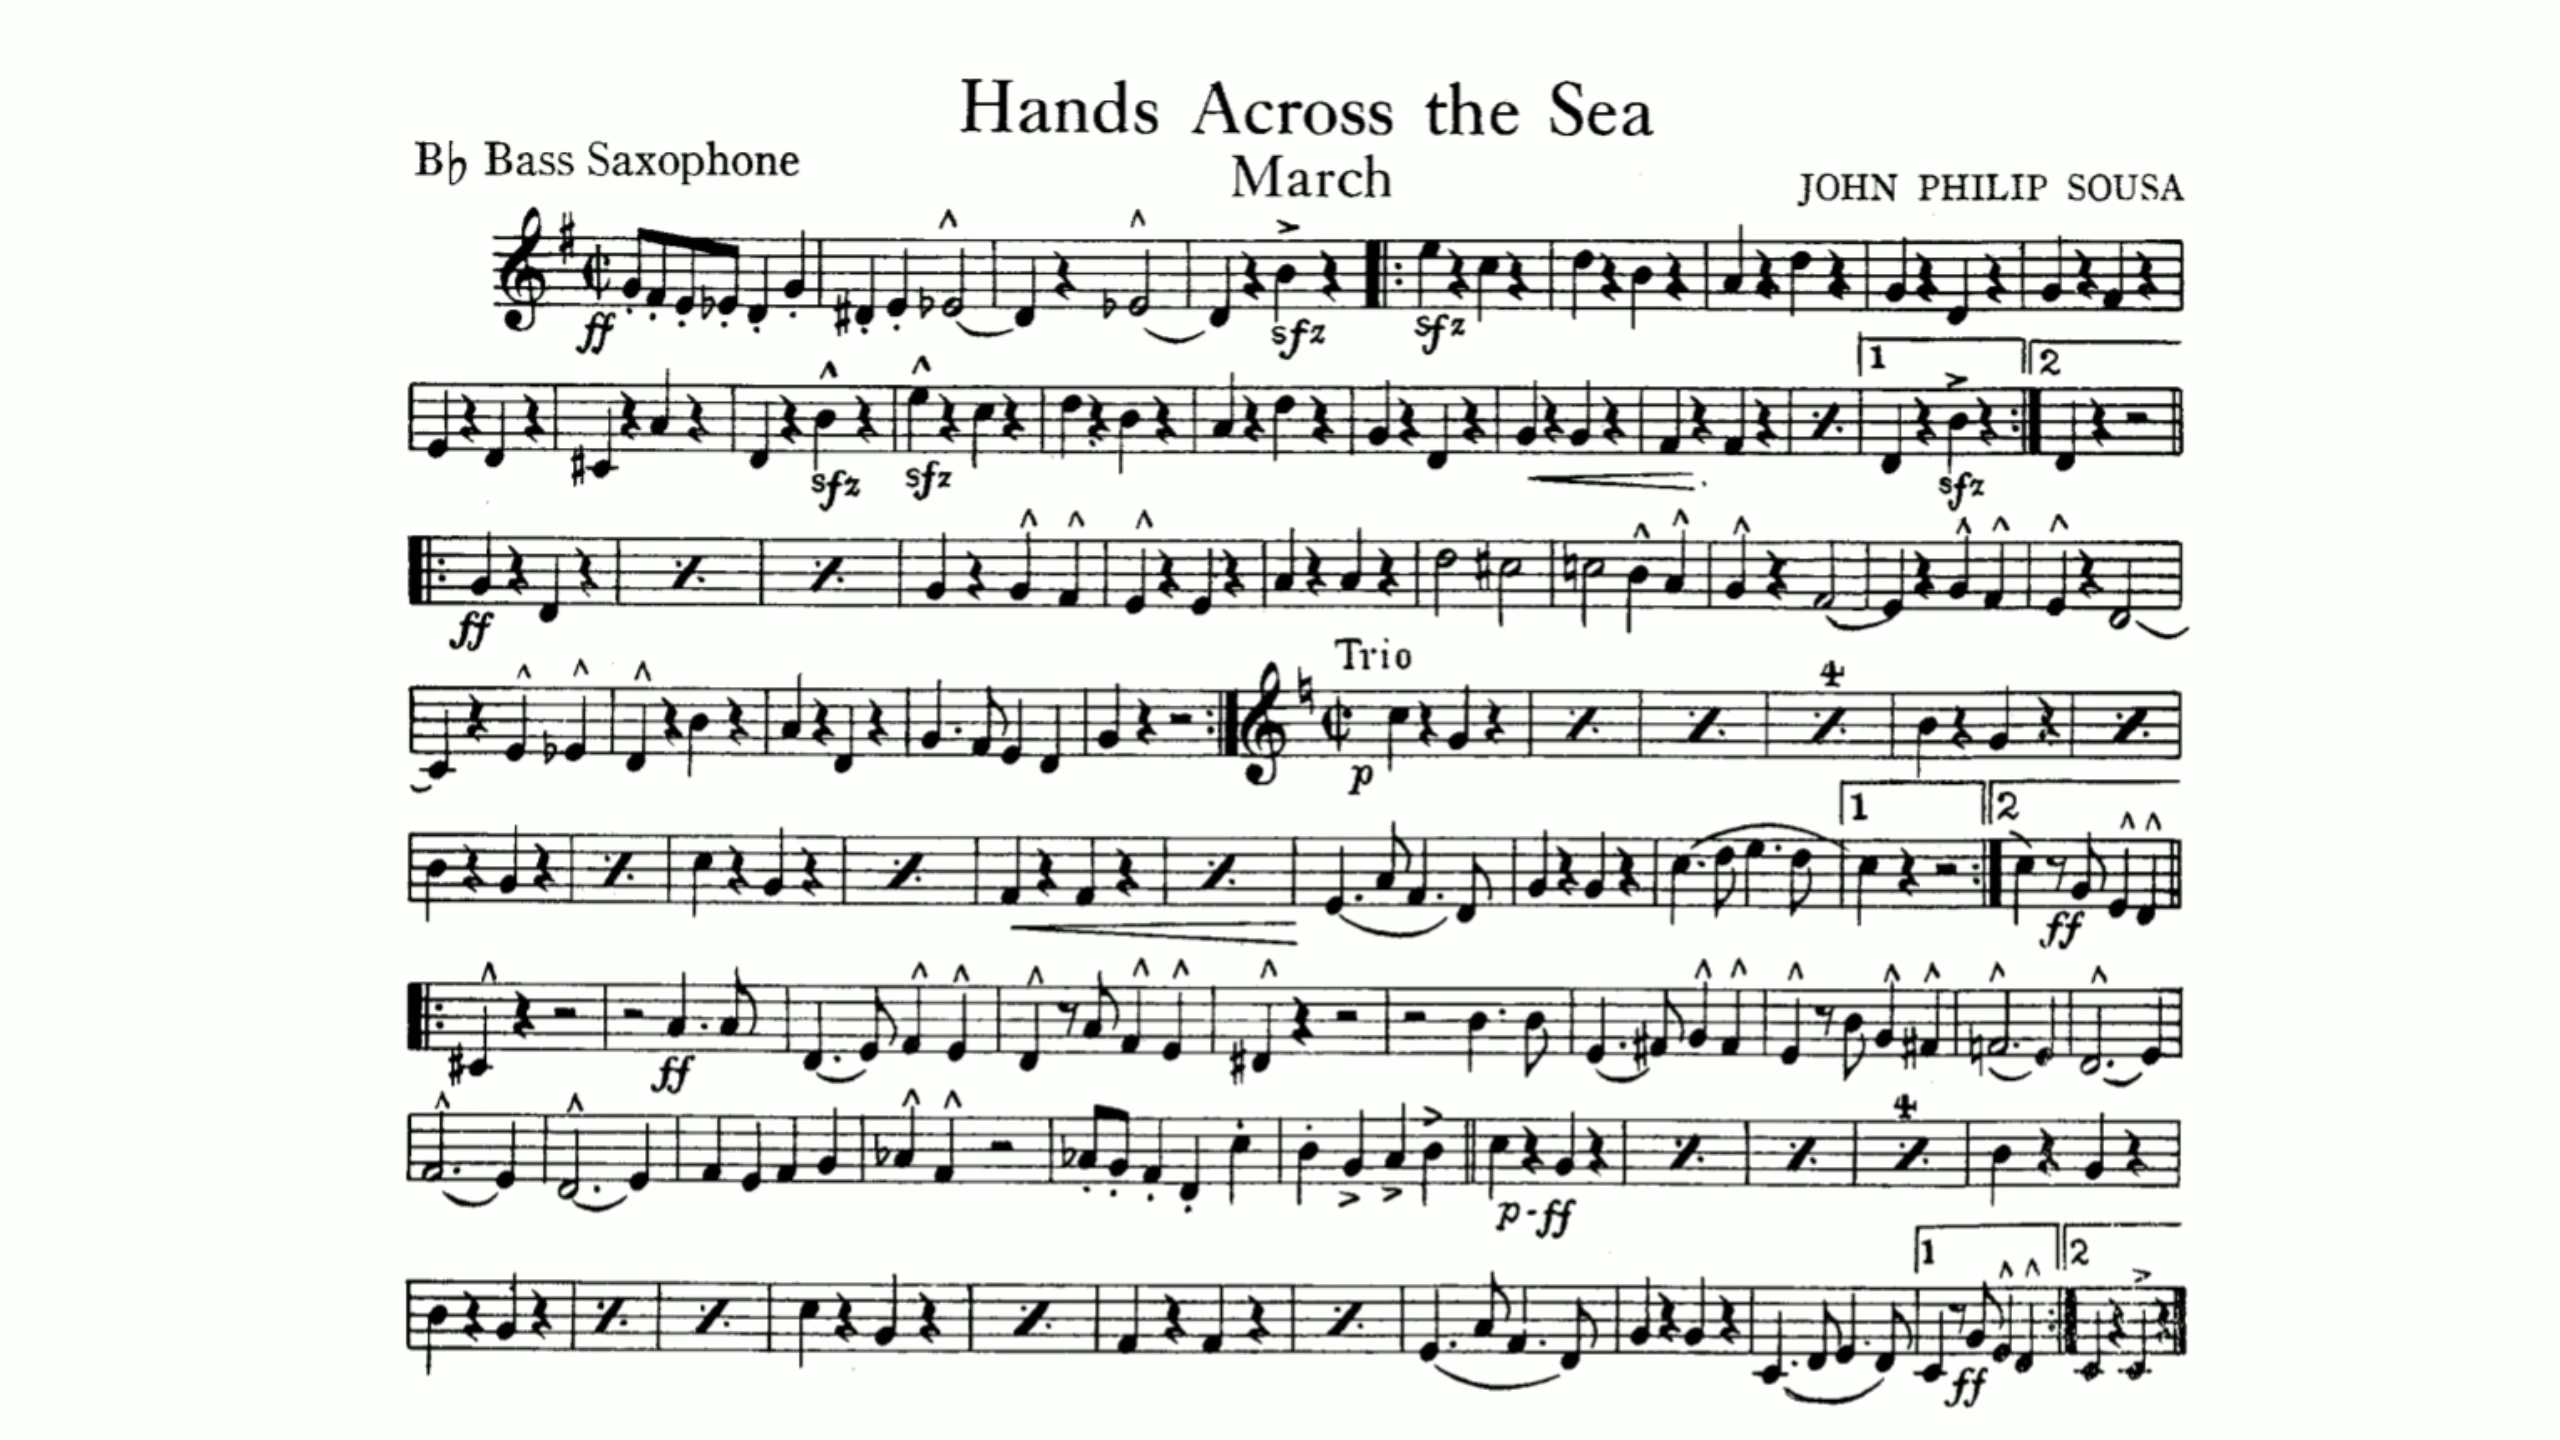 Hands Across the Sea
B♭ Bass Saxophone
March
JOHN PHILIP SOUSA
ff
sfz sfz
1 2
sfz sfz sfz
ff
Trio
4
p
1 2
ff
ff
4
p-ff
1 2
ff